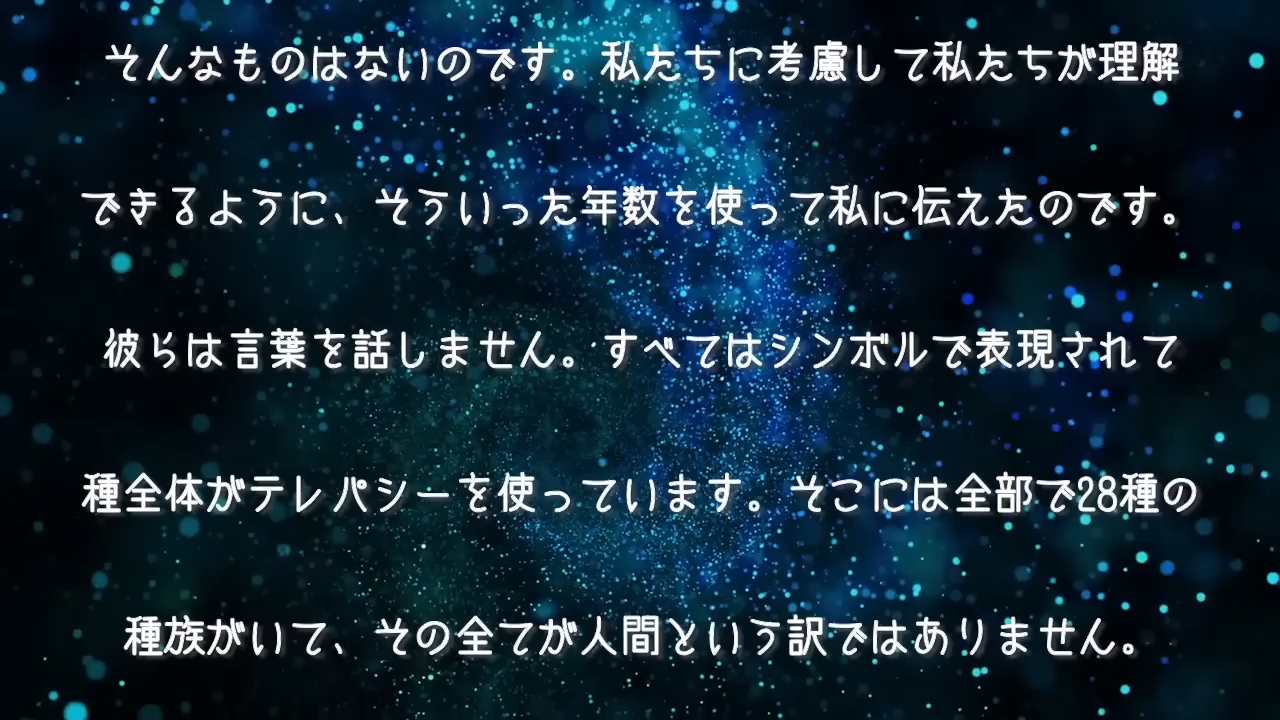 そんなものはないのです。私たちに考慮して私たちが理解
できるように、そういった年数を使って私に伝えたのです。
彼らは言葉を話しません。すべてはシンボルで表現されて
種全体がテレパシーを使っています。そこには全部で28種の
種族がいて、その全てが人間という訳ではありません。